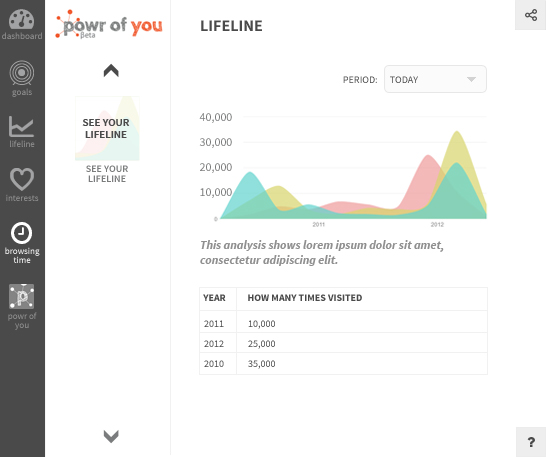 dashboard
goals
lifeline
interests
browsing
time
powr of
you
powr of you
βeta
SEE YOUR
LIFELINE
SEE YOUR
LIFELINE
LIFELINE
PERIOD: TODAY
40,000
30,000
20,000
10,000
0
2011 2012
This analysis shows lorem ipsum dolor sit amet,
consectetur adipiscing elit.
YEAR HOW MANY TIMES VISITED
2011 10,000
2012 25,000
2010 35,000
?